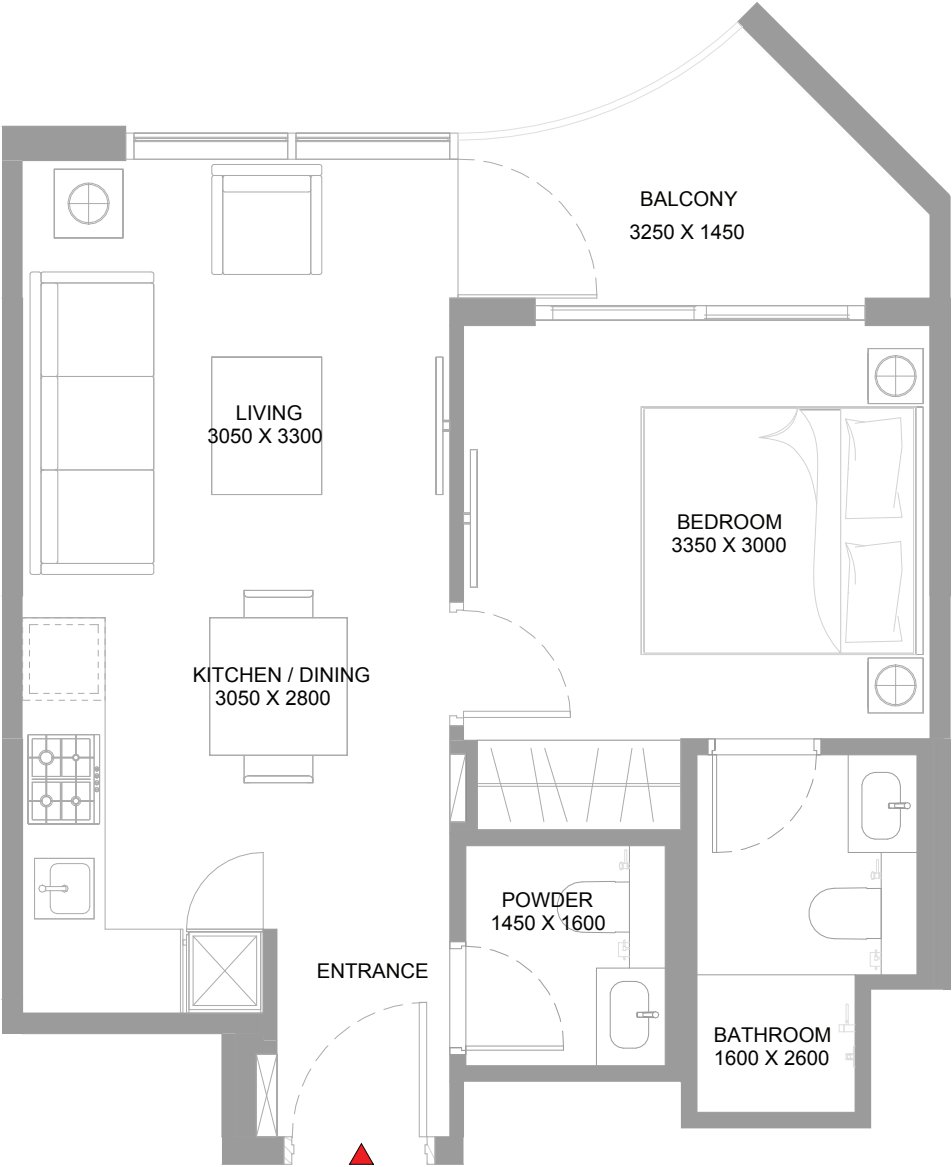 BALCONY
3250 X 1450
LIVING
3050 X 3300
BEDROOM
3350 X 3000
KITCHEN / DINING
3050 X 2800
POWDER
1450 X 1600
ENTRANCE
BATHROOM
1600 X 2600